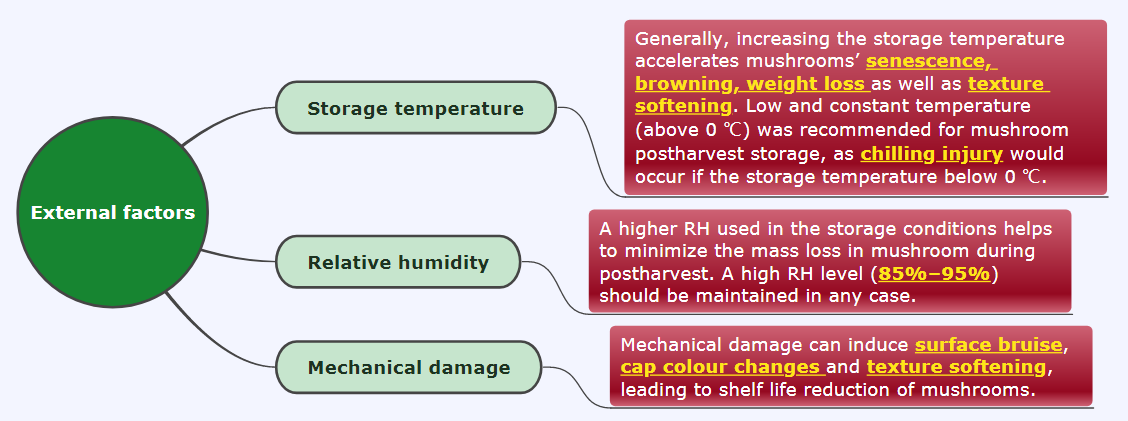 External factors
Storage temperature
Generally, increasing the storage temperature
accelerates mushrooms’ senescence,
browning, weight loss as well as texture
softening. Low and constant temperature
(above 0 ℃) was recommended for mushroom
postharvest storage, as chilling injury would
occur if the storage temperature below 0 ℃.
Relative humidity
A higher RH used in the storage conditions helps
to minimize the mass loss in mushroom during
postharvest. A high RH level (85%−95%)
should be maintained in any case.
Mechanical damage
Mechanical damage can induce surface bruise,
cap colour changes and texture softening,
leading to shelf life reduction of mushrooms.